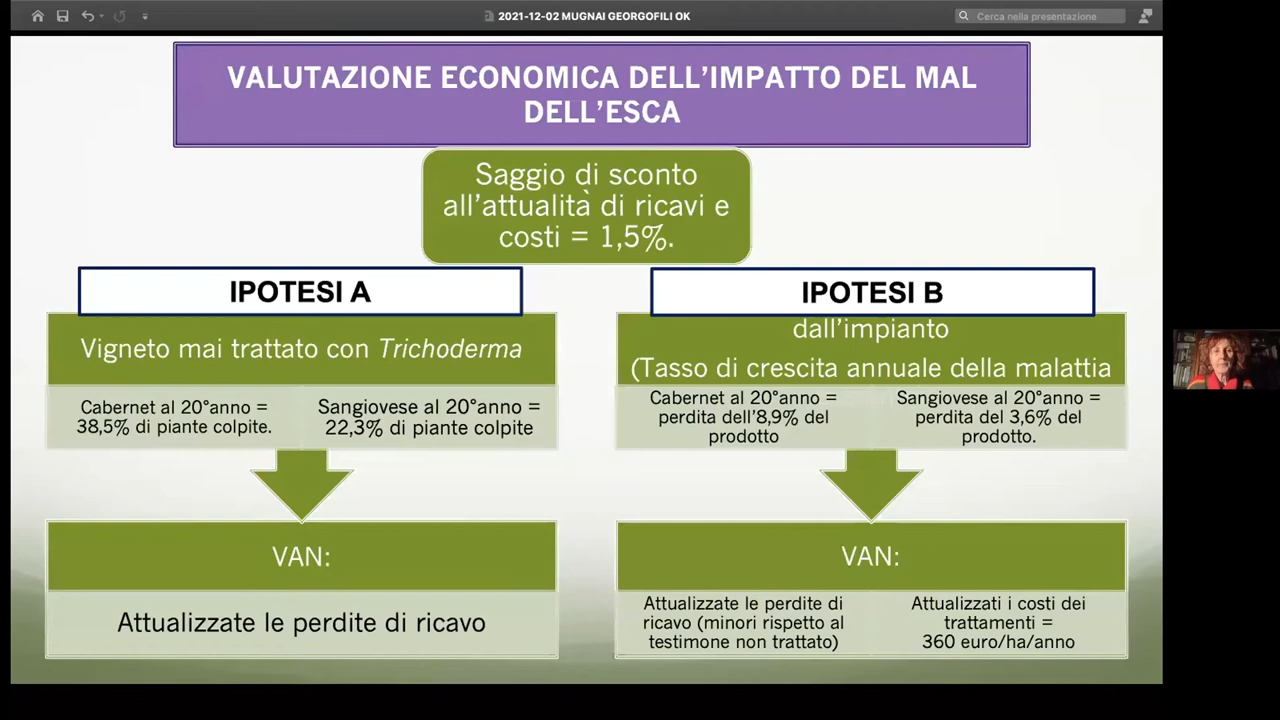 2021-12-02 MUGNAI GEORGOFILI OK
Cerca nella presentazione
VALUTAZIONE ECONOMICA DELL'IMPATTO DEL MAL
DELL'ESCA
Saggio di sconto
all'attualità di ricavi e
costi = 1,5%.
IPOTESI A
Vigneto mai trattato con Trichoderma
Cabernet al 20°anno =
38,5% di piante colpite.
Sangiovese al 20°anno =
22,3% di piante colpite
VAN:
Attualizzate le perdite di ricavo
IPOTESI B
dall'impianto
(Tasso di crescita annuale della malattia
Cabernet al 20°anno =
perdita dell'8,9% del
prodotto
Sangiovese al 20°anno =
perdita del 3,6% del
prodotto.
VAN:
Attualizzate le perdite di
ricavo (minori rispetto al
testimone non trattato)
Attualizzati i costi dei
trattamenti =
360 euro/ha/anno